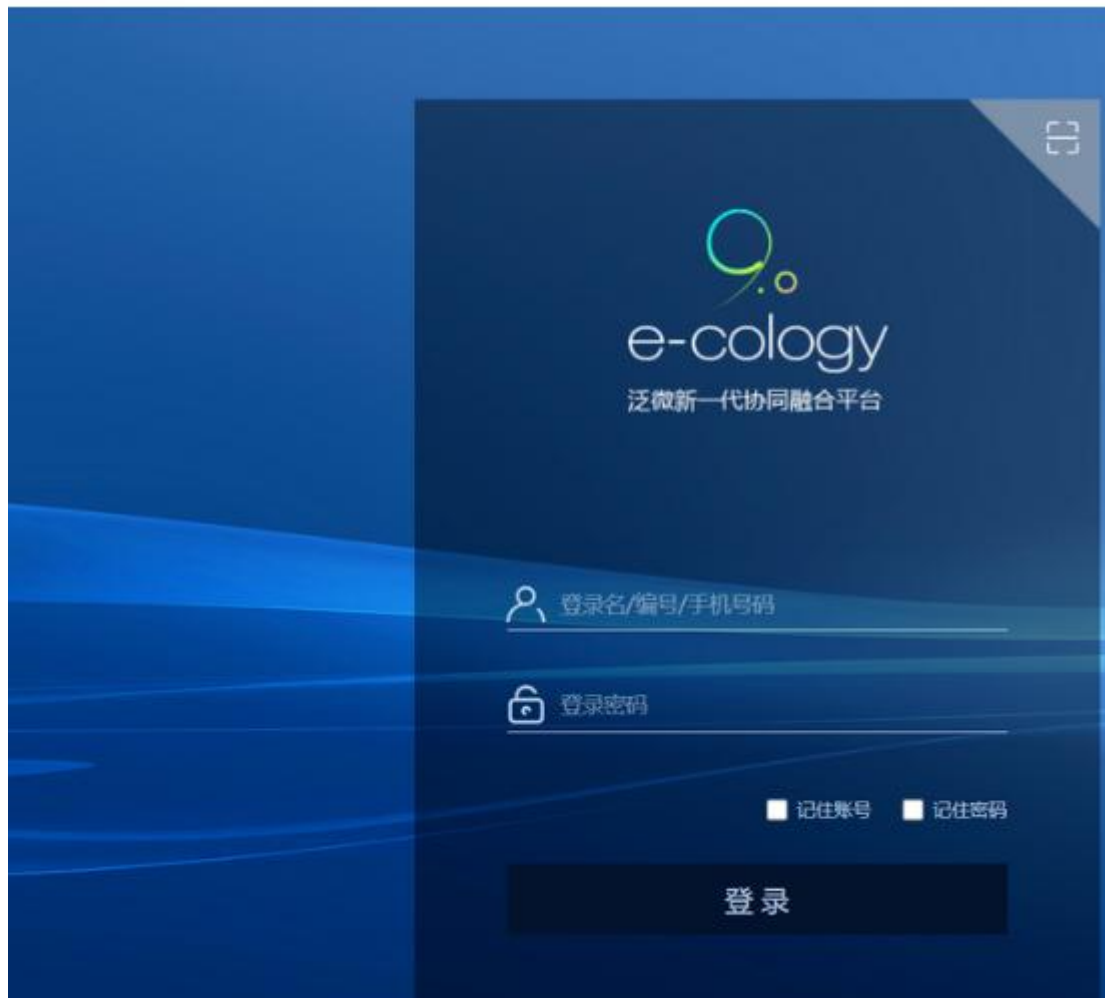 9.0
e-cology
泛微新一代协同融合平台
登录名/编号/手机号码
登录密码
记住账号 记住密码
登录